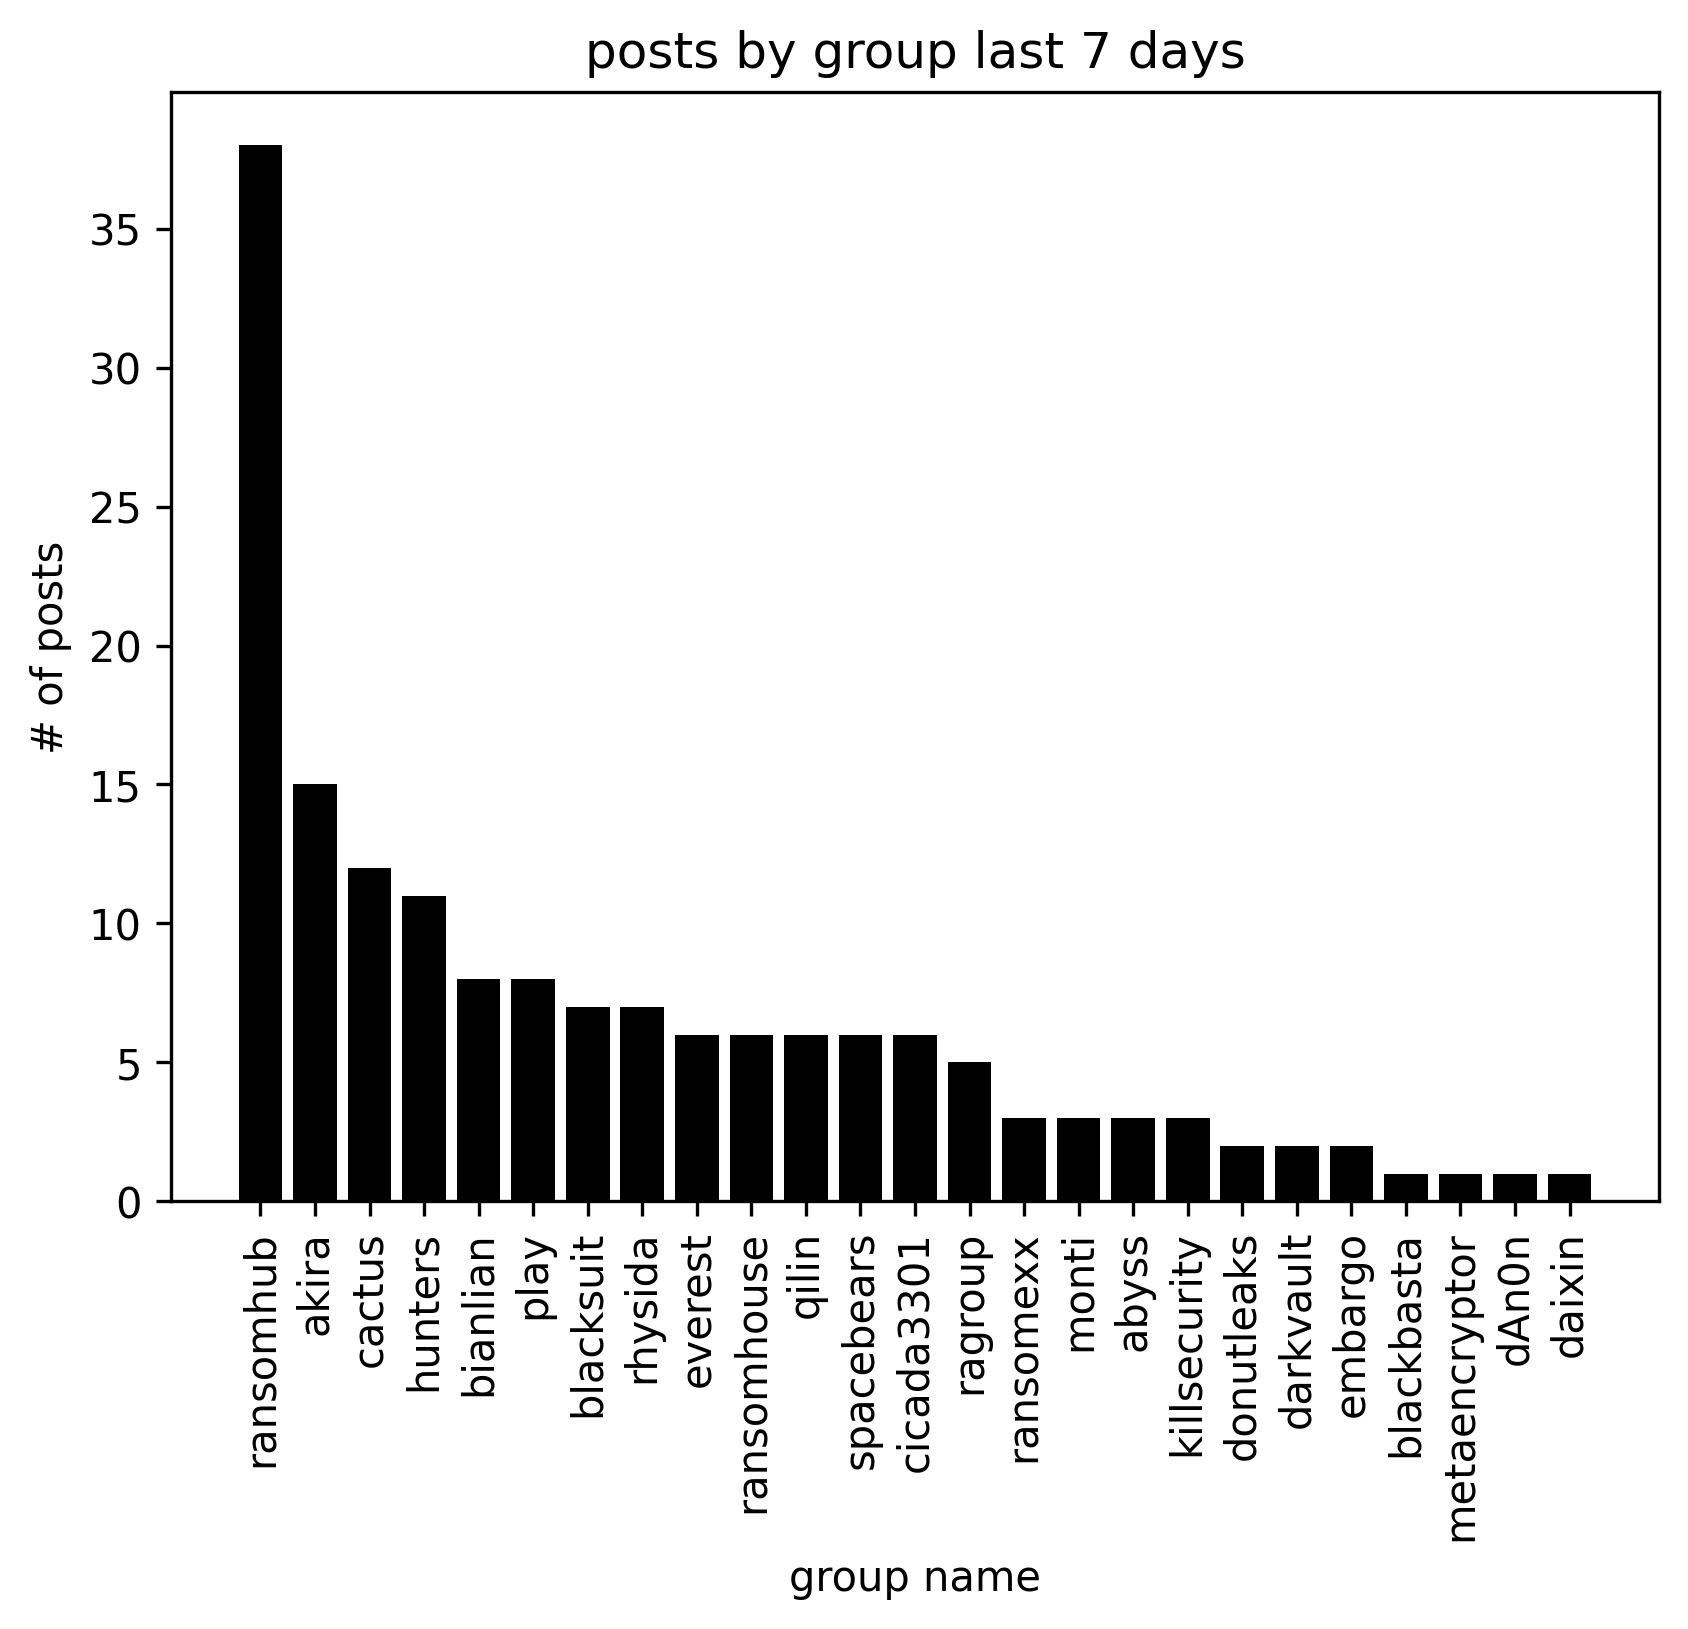 posts by group last 7 days
# of posts
35
30
25
20
15
10
5
0
ransomhub
akira
cactus
hunters
bianlian
play
blacksuit
rhysida
everest
ransomhouse
qilin
spacebears
cicada3301
ragroup
ransomexx
monti
abyss
killsecurity
donutleaks
darkvault
embargo
blackbasta
metaencryptor
dAn0n
daixin
group name